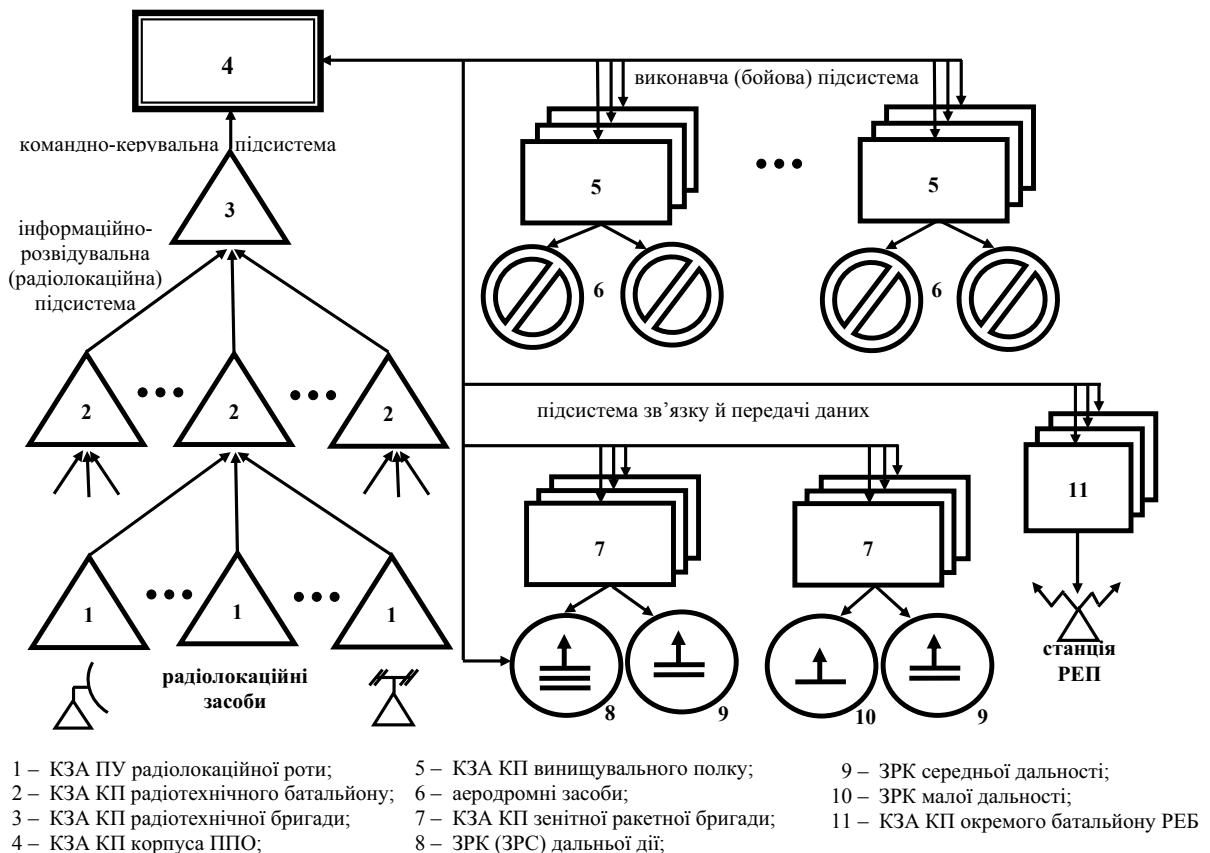 4
виконавча (бойова) підсистема
командно-керувальна підсистема
5
5
3
інформаційно-
розвідувальна
(радіолокаційна)
підсистема
6
6
2
2
2
підсистема зв’язку й передачі даних
11
7
7
1
1
1
станція
РЕП
радіолокаційні
засоби
8
9
10
9
1 – КЗА ПУ радіолокаційної роти;
2 – КЗА КП радіотехнічного батальйону;
3 – КЗА КП радіотехнічної бригади;
4 – КЗА КП корпуса ППО;
5 – КЗА КП винищувального полку;
6 – аеродромні засоби;
7 – КЗА КП зенітної ракетної бригади;
8 – ЗРК (ЗРС) дальньої дії;
9 – ЗРК середньої дальності;
10 – ЗРК малої дальності;
11 – КЗА КП окремого батальйону РЕБ